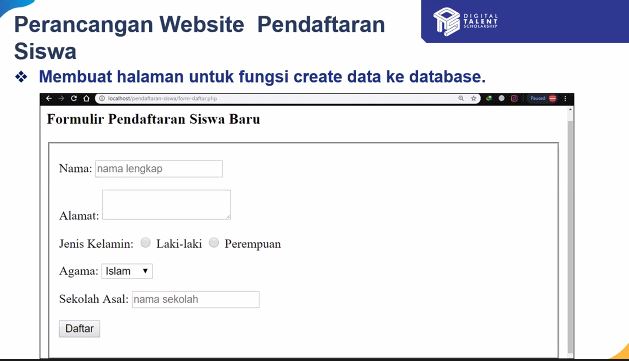 Perancangan Website Pendaftaran
Siswa
DIGITAL
TALENT
SCHOLARSHIP
❖ Membuat halaman untuk fungsi create data ke database.
localhost/pendaftaran-siswa/form-daftar.php
Paused
Formulir Pendaftaran Siswa Baru
Nama: nama lengkap
Alamat:
Jenis Kelamin: Laki-laki Perempuan
Agama: Islam
Sekolah Asal: nama sekolah
Daftar